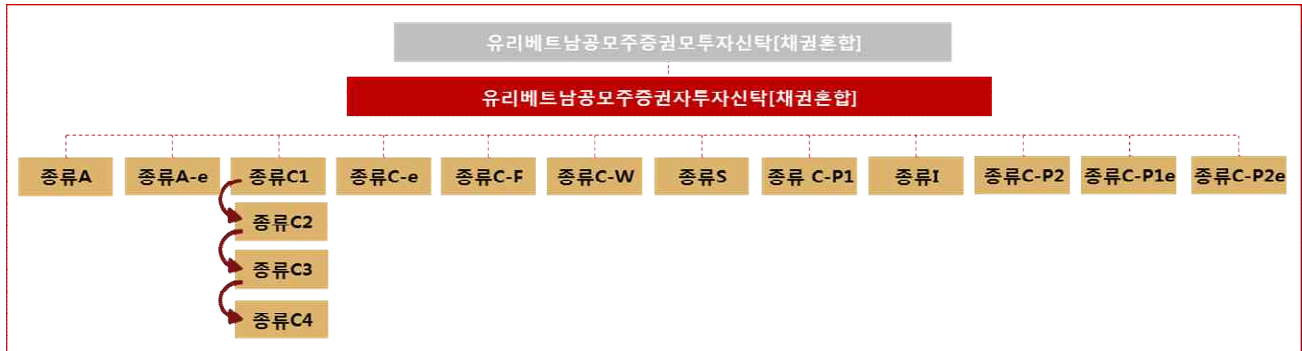 유리베트남공모주증권모투자신탁[채권혼합]
유리베트남공모주증권자투자신탁[채권혼합]
종류A 종류A-e 종류C1 종류C-e 종류C-F 종류C-W 종류S 종류 C-P1 종류I 종류C-P2 종류C-P1e 종류C-P2e
종류C2
종류C3
종류C4